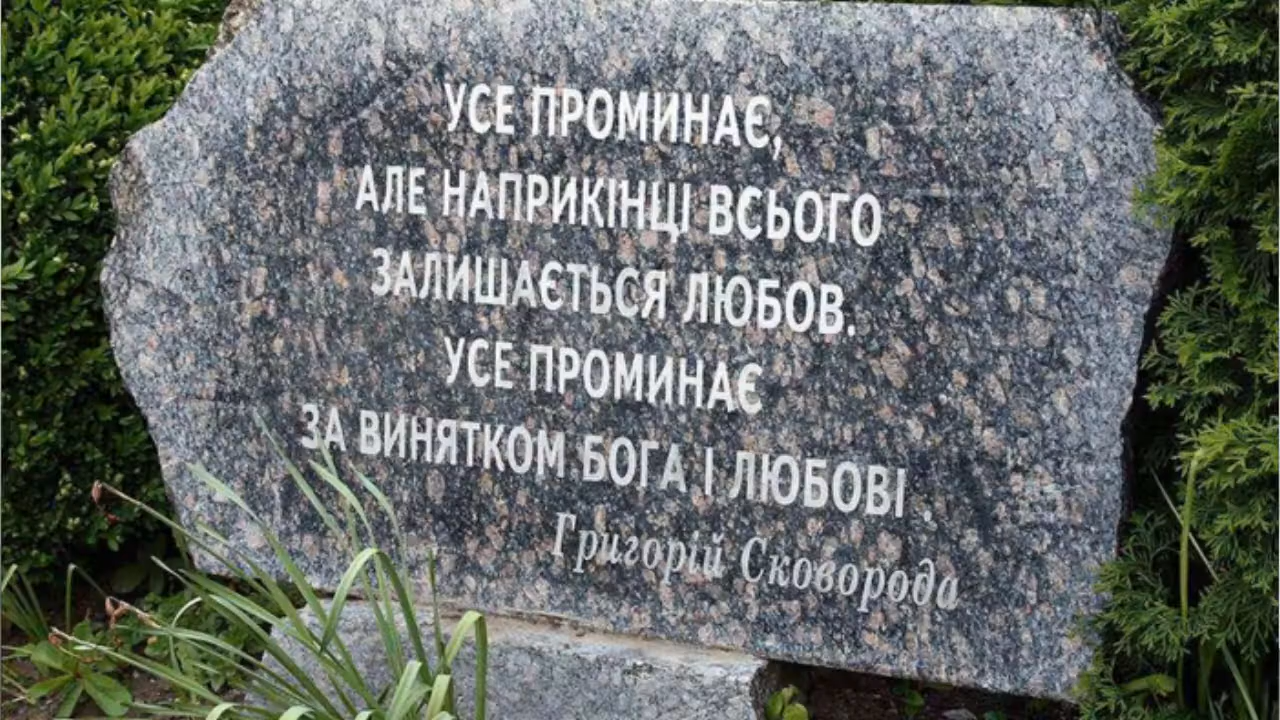 УСЕ ПРОМИНАЄ,
АЛЕ НАПРИКІНЦІ ВСЬОГО
ЗАЛИШАЄТЬСЯ ЛЮБОВ.
УСЕ ПРОМИНАЄ
ЗА ВИНЯТКОМ БОГА І ЛЮБОВІ .
Григорій Сковорода